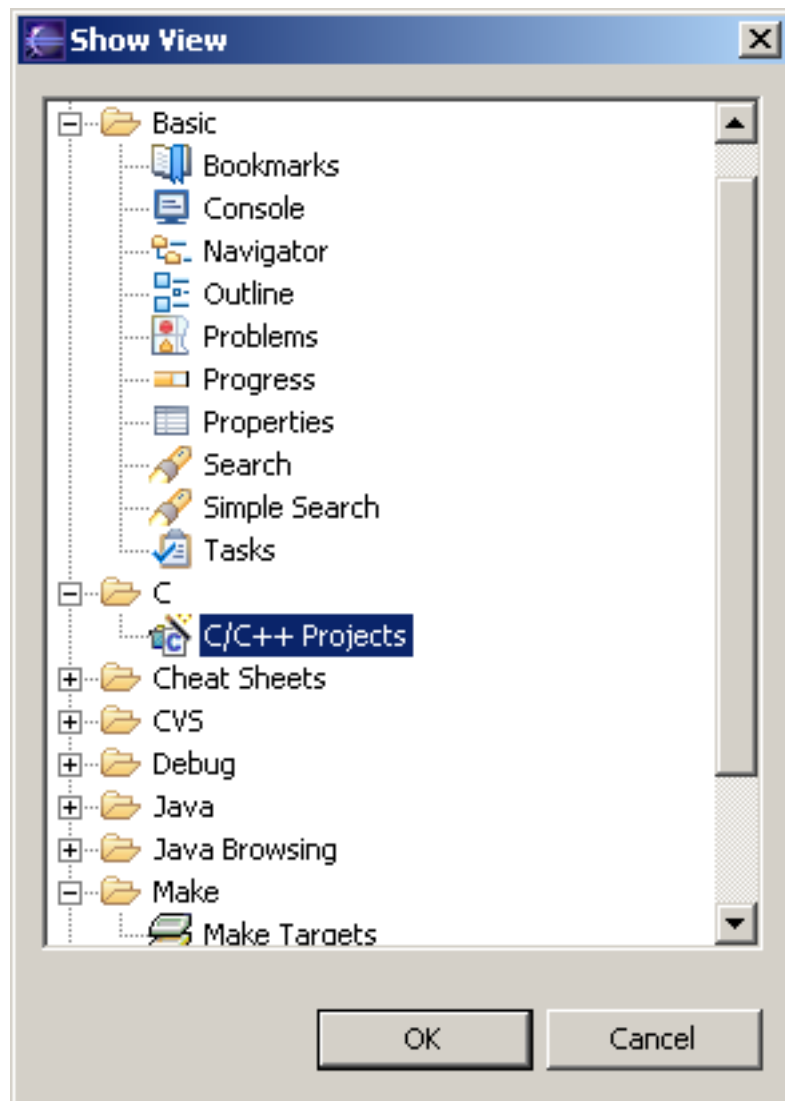 Show View
Basic
Bookmarks
Console
Navigator
Outline
Problems
Progress
Properties
Search
Simple Search
Tasks
C
C/C++ Projects
Cheat Sheets
CVS
Debug
Java
Java Browsing
Make
Make Targets
OK Cancel